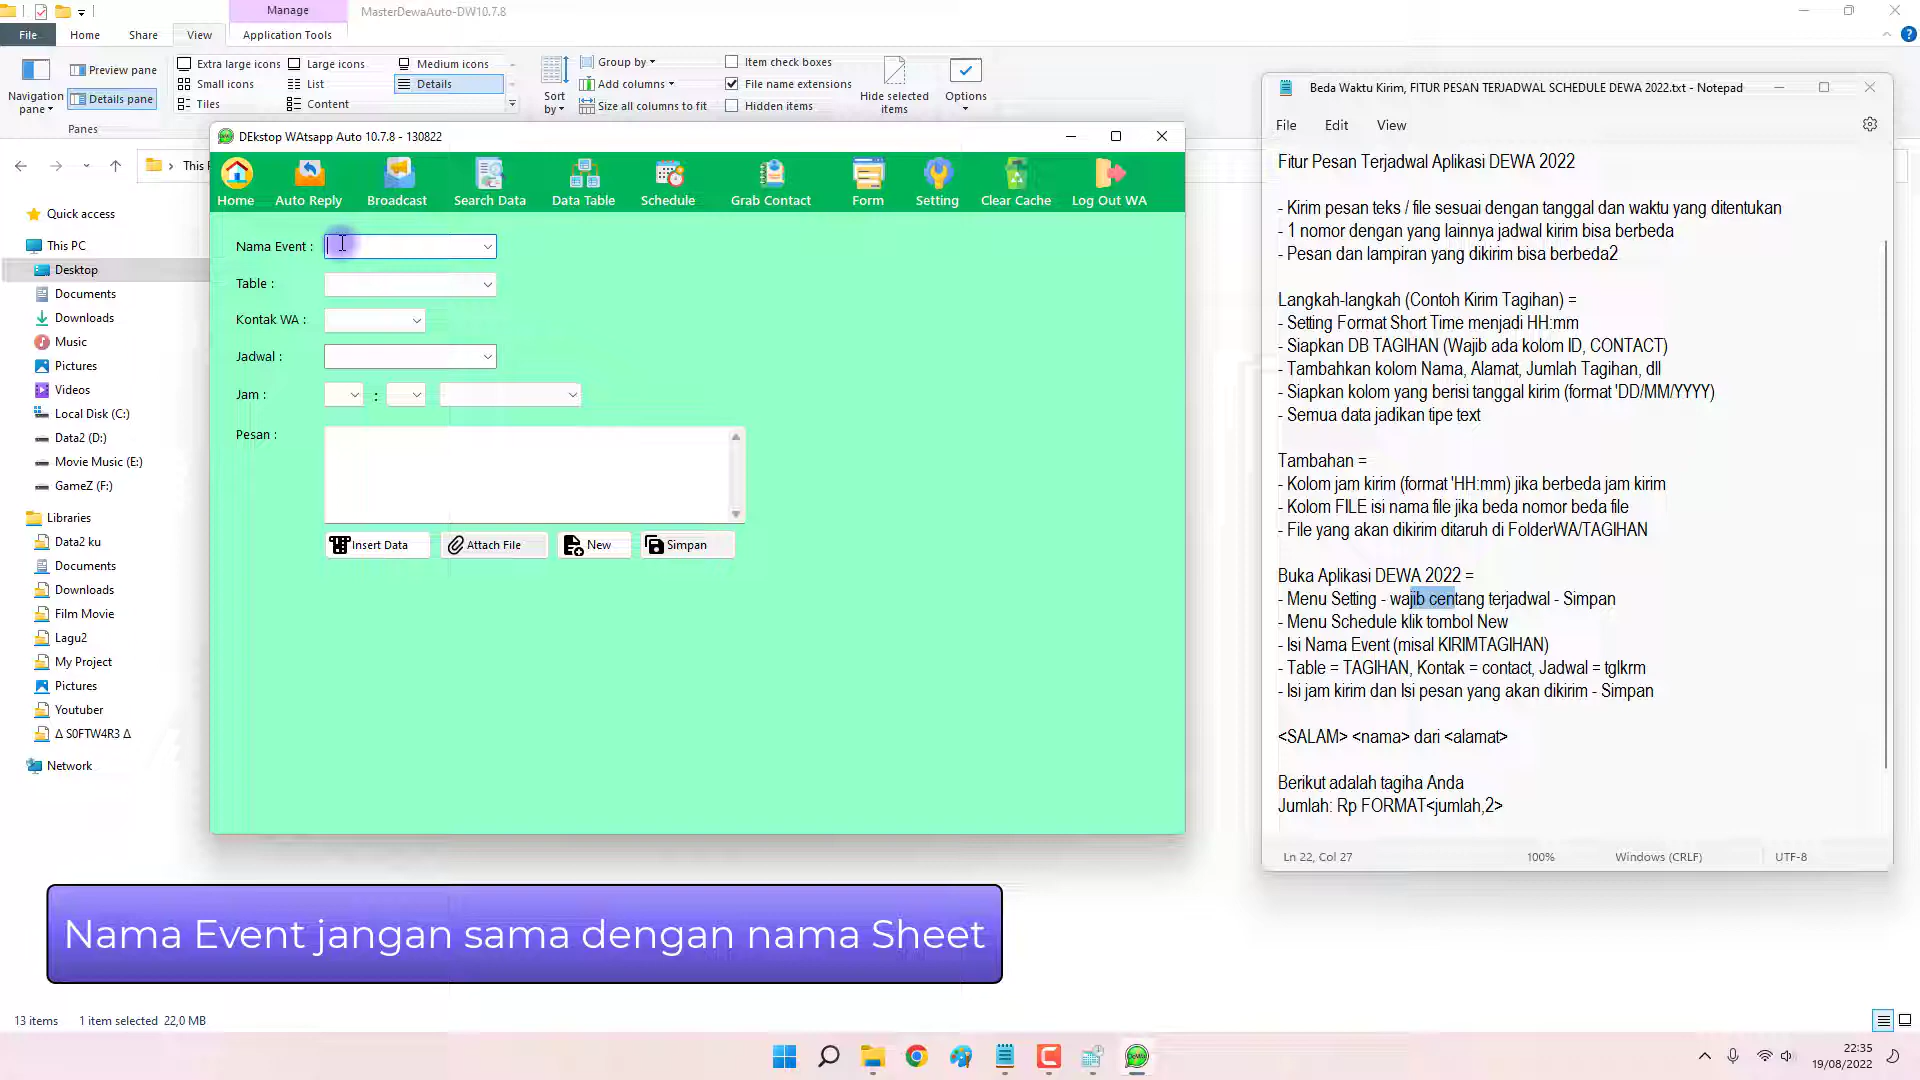 Manage
MasterDewaAuto-DW10.7.8
File
Home
Share
View
Application Tools
Navigation pane
Preview pane
Details pane
Panes
Extra large icons
Large icons
Medium icons
Small icons
List
Details
Tiles
Content
Sort by
Group by
Add columns
Size all columns to fit
Item check boxes
File name extensions
Hidden items
Hide selected items
Options
This
Quick access
This PC
Desktop
Documents
Downloads
Music
Pictures
Videos
Local Disk (C:)
Data2 (D:)
Movie Music (E:)
GameZ (F:)
Libraries
Data2 ku
Documents
Downloads
Film Movie
Lagu2
My Project
Pictures
Youtuber
Δ S0FTW4R3 Δ
Network
DEkstop WAtsapp Auto 10.7.8 - 130822
Home
Auto Reply
Broadcast
Search Data
Data Table
Schedule
Grab Contact
Form
Setting
Clear Cache
Log Out WA
Nama Event :
Table :
Kontak WA :
Jadwal :
Jam :
:
Pesan :
Insert Data
Attach File
New
Simpan
Beda Waktu Kirim, FITUR PESAN TERJADWAL SCHEDULE DEWA 2022.txt - Notepad
File
Edit
View
Fitur Pesan Terjadwal Aplikasi DEWA 2022
- Kirim pesan teks / file sesuai dengan tanggal dan waktu yang ditentukan
- 1 nomor dengan yang lainnya jadwal kirim bisa berbeda
- Pesan dan lampiran yang dikirim bisa berbeda2
Langkah-langkah (Contoh Kirim Tagihan) =
- Setting Format Short Time menjadi HH:mm
- Siapkan DB TAGIHAN (Wajib ada kolom ID, CONTACT)
- Tambahkan kolom Nama, Alamat, Jumlah Tagihan, dll
- Siapkan kolom yang berisi tanggal kirim (format 'DD/MM/YYYY)
- Semua data jadikan tipe text
Tambahan =
- Kolom jam kirim (format 'HH:mm) jika berbeda jam kirim
- Kolom FILE isi nama file jika beda nomor beda file
- File yang akan dikirim ditaruh di FolderWA/TAGIHAN
Buka Aplikasi DEWA 2022 =
- Menu Setting - wajib centang terjadwal - Simpan
- Menu Schedule klik tombol New
- Isi Nama Event (misal KIRIMTAGIHAN)
- Table = TAGIHAN, Kontak = contact, Jadwal = tglkrm
- Isi jam kirim dan Isi pesan yang akan dikirim - Simpan
<SALAM> <nama> dari <alamat>
Berikut adalah tagiha Anda
Jumlah: Rp FORMAT<jumlah,2>
Ln 22, Col 27
100%
Windows (CRLF)
UTF-8
Nama Event jangan sama dengan nama Sheet
13 items
1 item selected 22,0 MB
22:35
19/08/2022